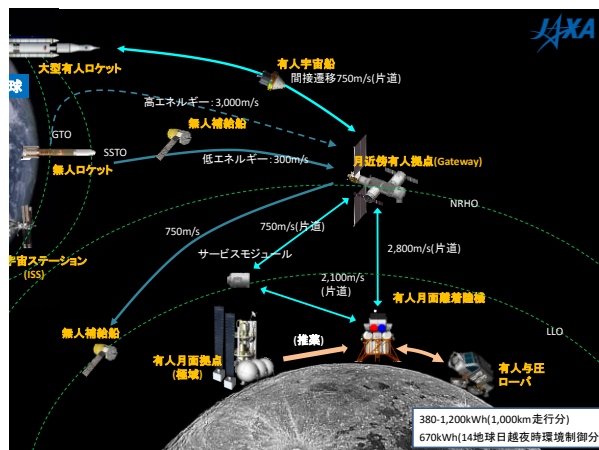 JAXA
大型有人ロケット
有人宇宙船
間接遷移750m/s(片道)
球
高エネルギー：3,000m/s
無人補給船
GTO
SSTO
無人ロケット
低エネルギー：300m/s
月近傍有人拠点(Gateway)
NRHO
750m/s
750m/s(片道)
2,800m/s(片道)
宇宙ステーション
(ISS)
サービスモジュール
2,100m/s
(片道)
有人月面離着陸機
無人補給船
LLO
有人月面拠点
(極域)
(推薬)
有人与圧
ローバ
380-1,200kWh(1,000km走行分)
670kWh(14地球日越夜時環境制御分